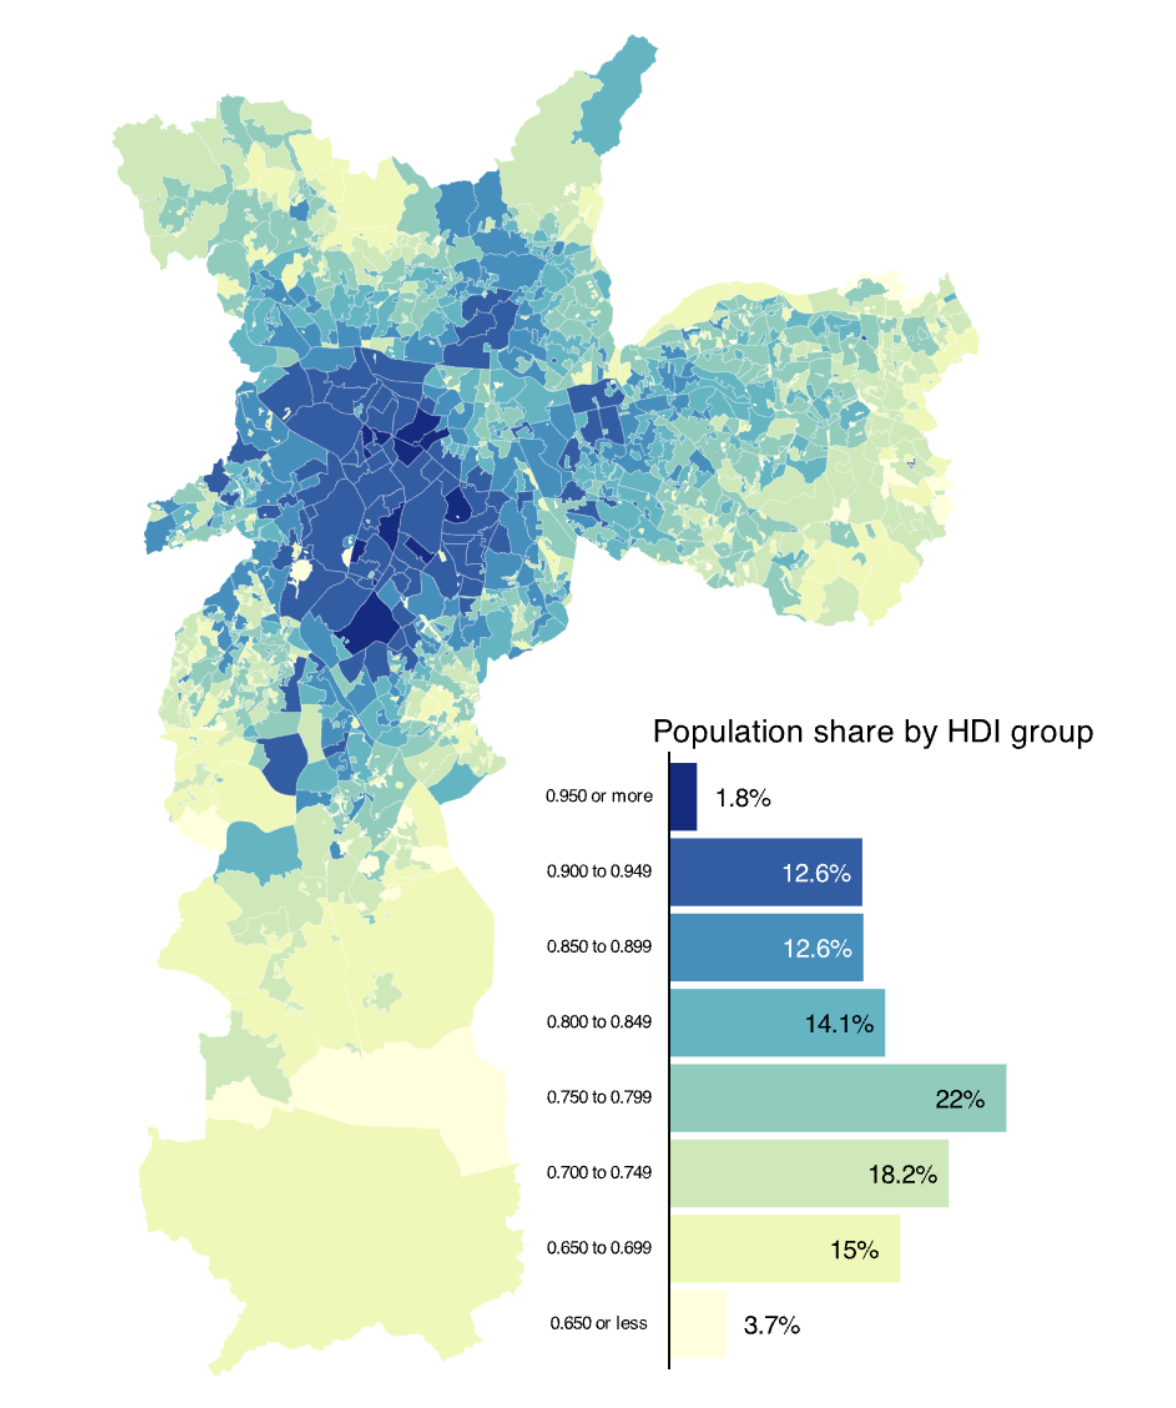 Population share by HDI group
0.950 or more 1.8%
0.900 to 0.949 12.6%
0.850 to 0.899 12.6%
0.800 to 0.849 14.1%
0.750 to 0.799 22%
0.700 to 0.749 18.2%
0.650 to 0.699 15%
0.650 or less 3.7%